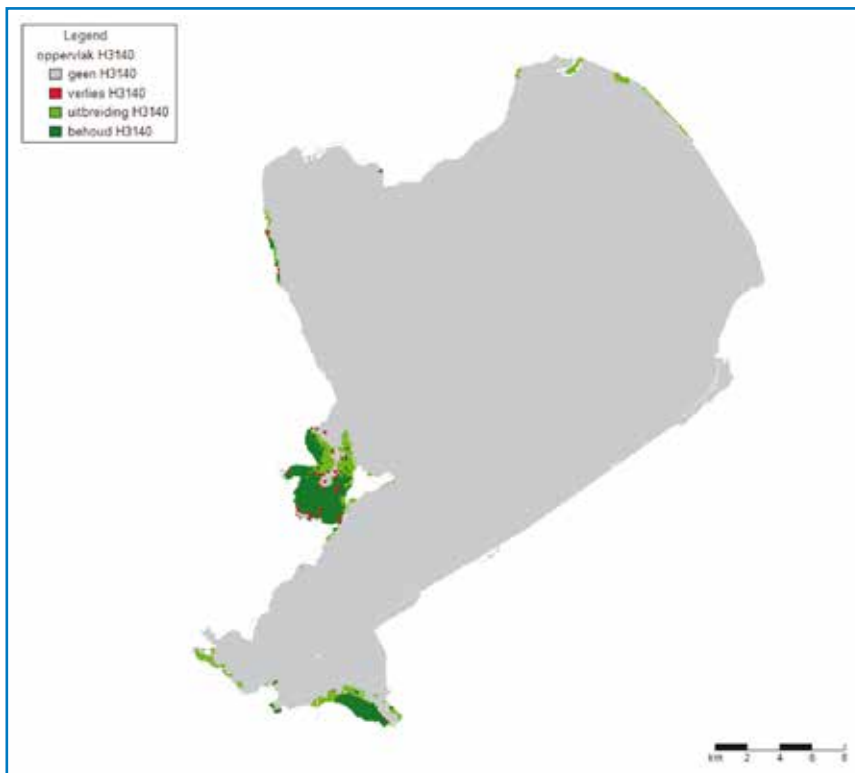 Legend
oppervlak H3140
geen H3140
verlies H3140
uitbreiding H3140
behoud H3140
km 2 4 6 8